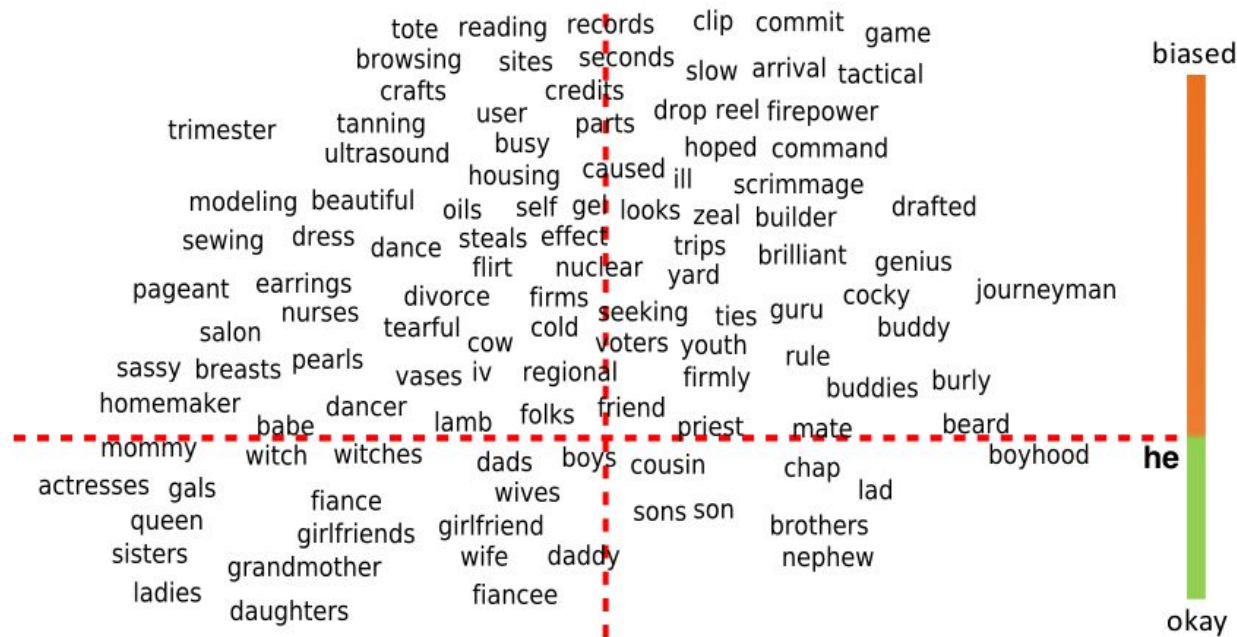 tote reading records clip commit game
browsing sites seconds slow arrival tactical
biased
crafts credits drop reel firepower
trimester tanning user parts
ultrasound busy hoped command
housing caused ill scrimmage
modeling beautiful oils self gel looks zeal builder drafted
sewing dress dance steals effect trips brilliant genius
flirt nuclear yard
pageant earrings divorce firms cocky journeyman
nurses seeking ties guru
salon tearful cold buddy
cow voters youth rule
sassy breasts pearls vases iv regional firmly buddies burly
homemaker dancer lamb folks friend
babe priest mate beard
mommy witch witches dads boys cousin chap boyhood he
actresses gals fiance wives lad
queen girlfriends girlfriend sons son brothers
sisters grandmother wife daddy nephew
ladies daughters fiancee
okay